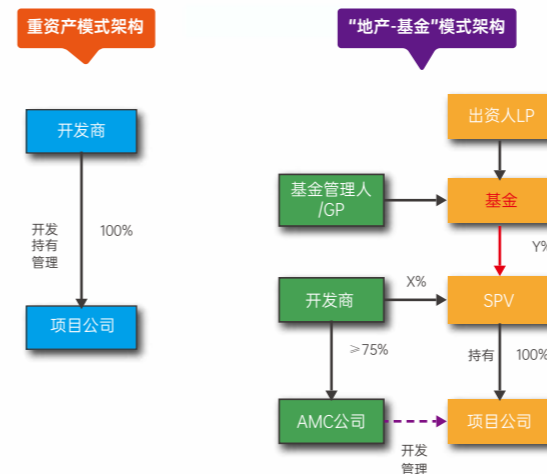 重资产模式架构
开发商
开发
持有
管理
100%
项目公司
"地产-基金"模式架构
出资人LP
基金管理人
/GP
基金
Y%
开发商
X%
SPV
≥75%
持有
100%
AMC公司
项目公司
开发
管理